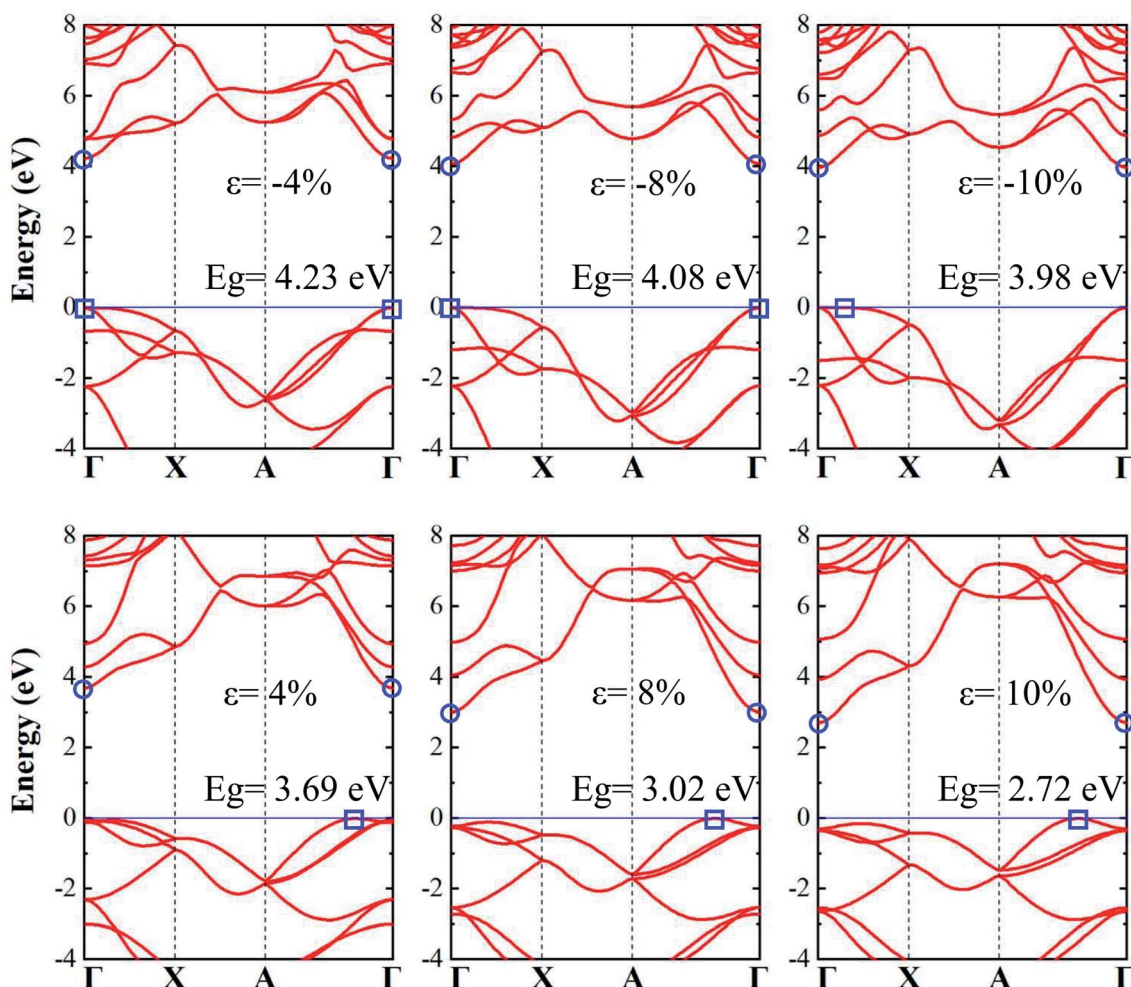 Energy (eV)
8
6
4
2
0
-2
-4
ε= -4%
Eg= 4.23 eV
Γ X A Γ
8
6
4
2
0
-2
-4
ε= -8%
Eg= 4.08 eV
Γ X A Γ
8
6
4
2
0
-2
-4
ε= -10%
Eg= 3.98 eV
Γ X A Γ
Energy (eV)
8
6
4
2
0
-2
-4
ε= 4%
Eg= 3.69 eV
Γ X A Γ
8
6
4
2
0
-2
-4
ε= 8%
Eg= 3.02 eV
Γ X A Γ
8
6
4
2
0
-2
-4
ε= 10%
Eg= 2.72 eV
Γ X A Γ